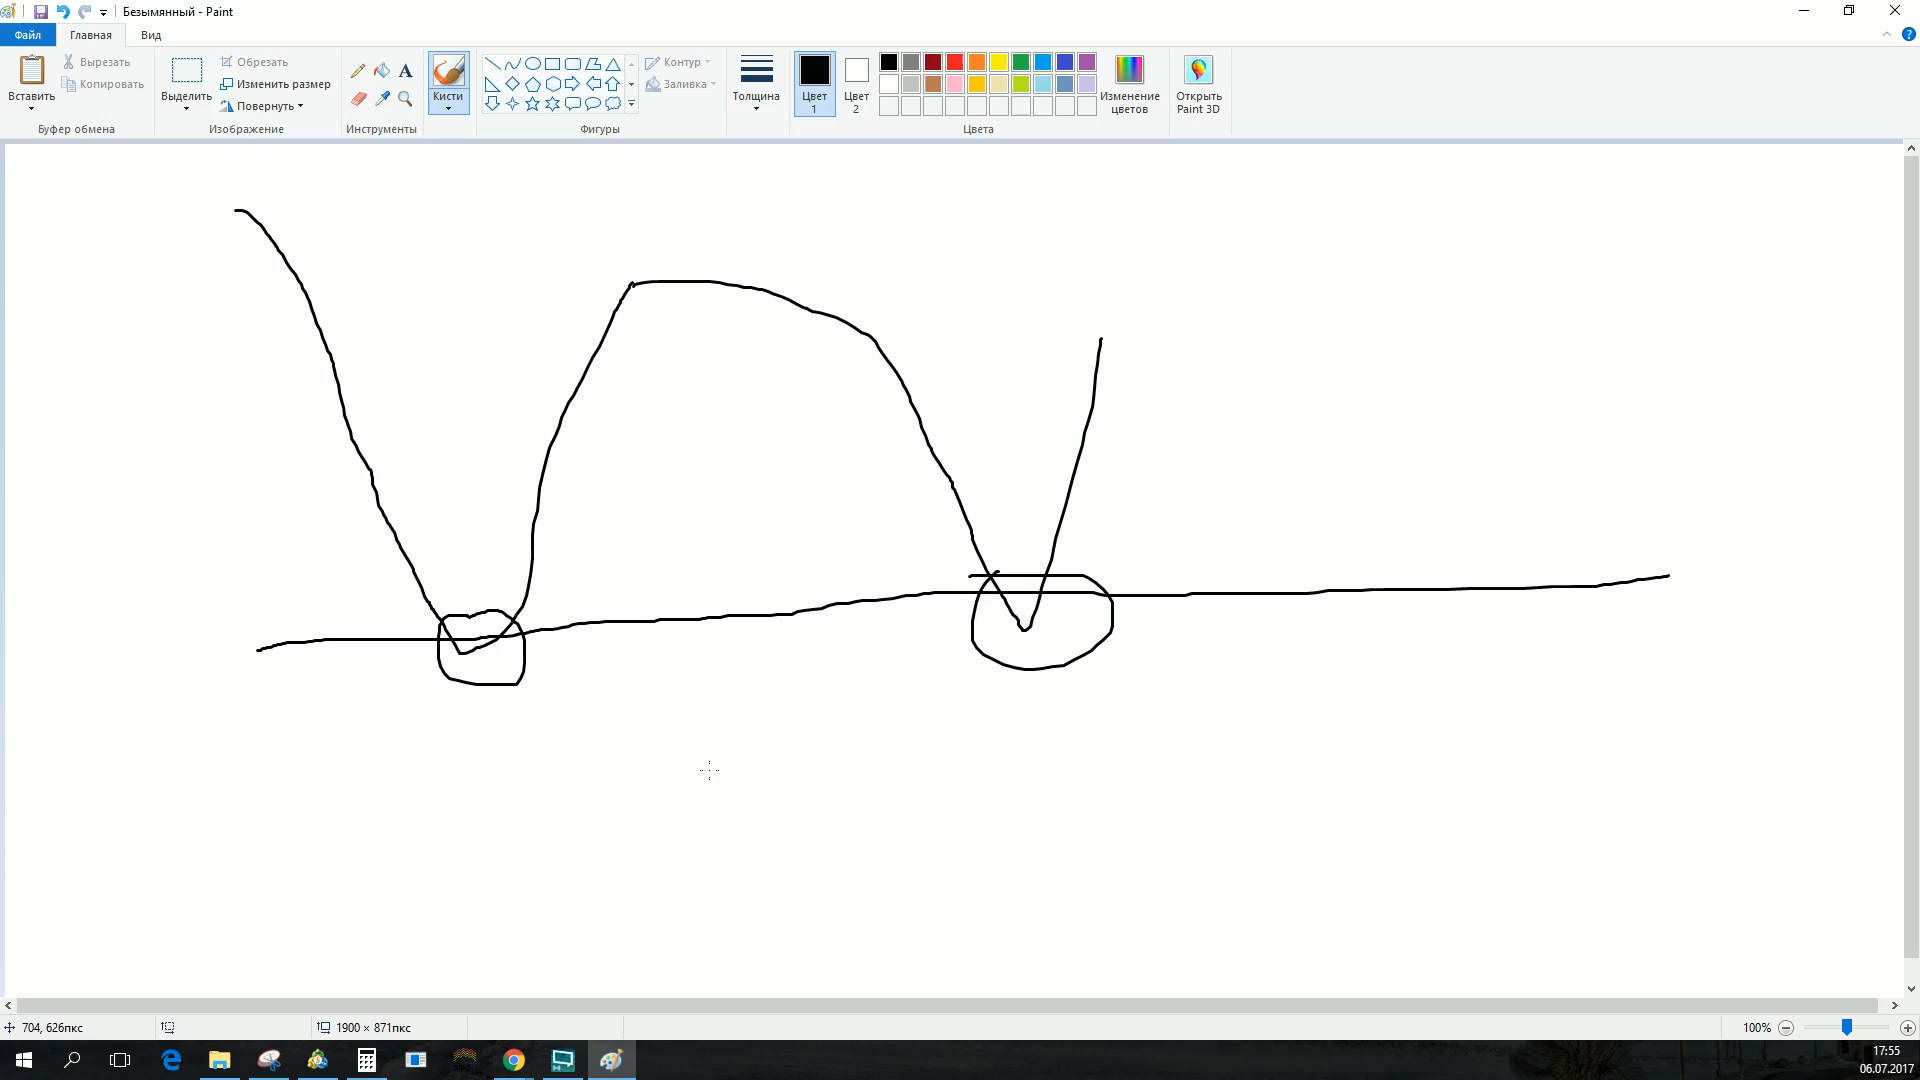 Безымянный - Paint
Файл Главная Вид
Вставить
Вырезать
Копировать
Буфер обмена
Выделить
Обрезать
Изменить размер
Повернуть
Изображение
A
Инструменты
Кисти
Контур
Заливка
Фигуры
Толщина
Цвет 1
Цвет 2
Цвета
Изменение цветов
Открыть Paint 3D
704, 626пкс
1900 × 871пкс
100%
17:55
06.07.2017